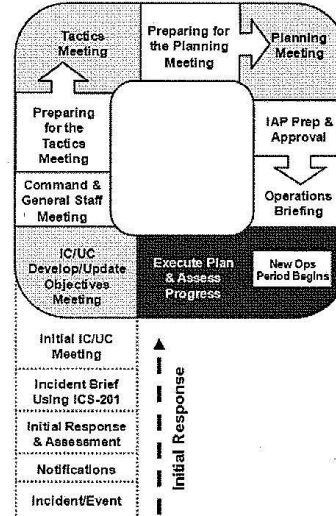 Tactics
Meeting
Preparing for
the Planning
Meeting
Planning
Meeting
Preparing
for the
Tactics
Meeting
IAP Prep &
Approval
Command &
General Staff
Meeting
Operations
Briefing
IC/UC
Develop/Update
Objectives
Meeting
Execute Plan
& Assess
Progress
New Ops
Period Begins
Initial IC/UC
Meeting
Incident Brief
Using ICS-201
Initial Response
& Assessment
Notifications
Incident/Event
Initial Response